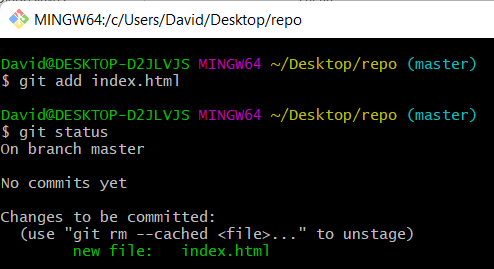 MINGW64:/c/Users/David/Desktop/repo
David@DESKTOP-D2JLVJS MINGW64 ~/Desktop/repo (master)
$ git add index.html
David@DESKTOP-D2JLVJS MINGW64 ~/Desktop/repo (master)
$ git status
On branch master
No commits yet
Changes to be committed:
(use "git rm --cached <file>..." to unstage)
new file:   index.html